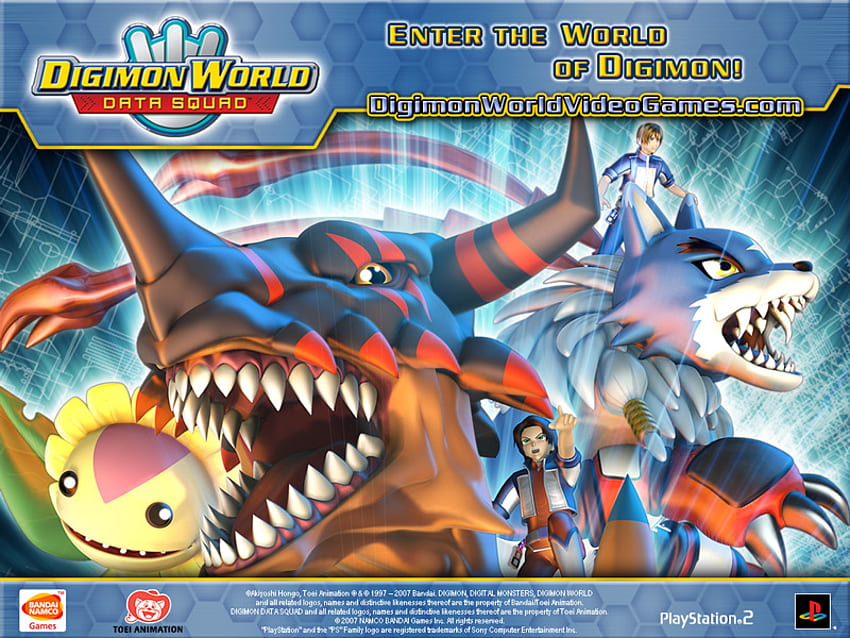 DIGIMON WORLD
DATA SQUAD
ENTER THE WORLD
OF DIGIMON!
DigimonWorldVideoGames.com
BANDAI
NAMCO
Games
TM
TOEI ANIMATION
©Akiyoshi Hongo, Toei Animation ® & © 1997 – 2007 Bandai. DIGIMON, DIGITAL MONSTERS, DIGIMON WORLD
and all related logos, names and distinctive likenesses thereof are the property of Bandai/Toei Animation.
DIGIMON DATA SQUAD and all related logos, names and distinctive likenesses thereof are the property of Toei Animation.
© 2007 NAMCO BANDAI Games Inc. All rights reserved.
"PlayStation" and the "PS" Family logo are registered trademarks of Sony Computer Entertainment Inc.
PlayStation®2